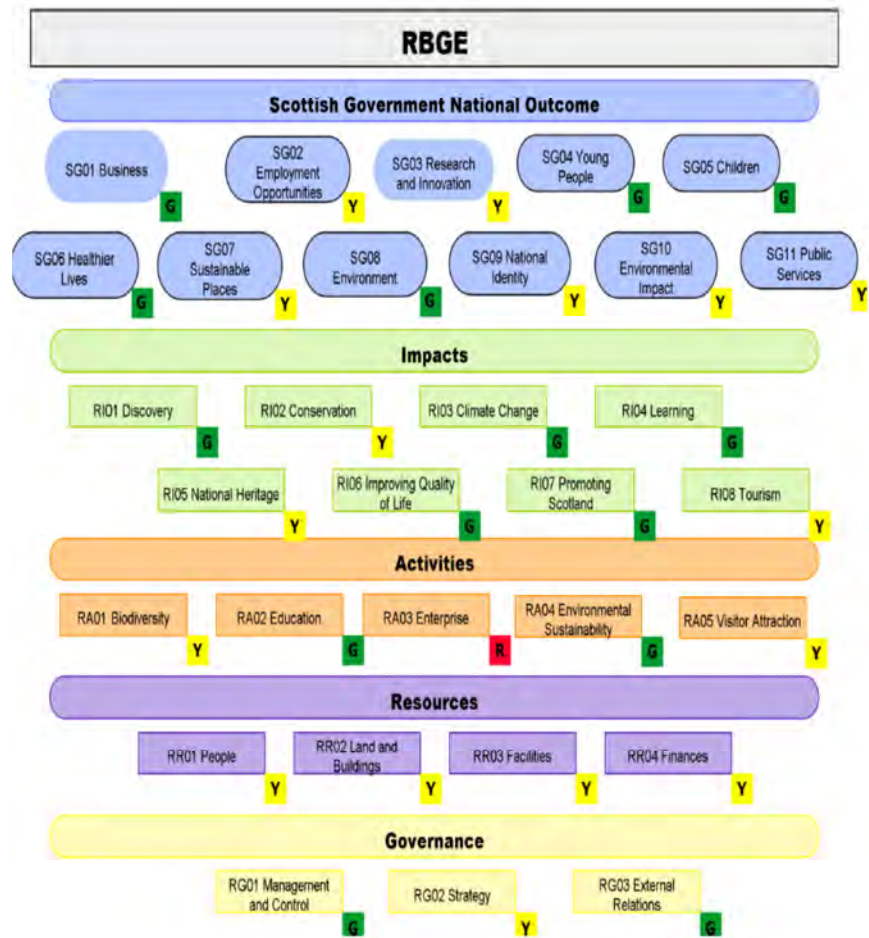 RBGE
Scottish Government National Outcome
SG01 Business
G
SG02
Employment
Opportunities
Y
SG03 Research
and Innovation
Y
SG04 Young
People
G
SG05 Children
G
SG06 Healthier
Lives
G
SG07
Sustainable
Places
Y
SG08
Environment
G
SG09 National
Identity
Y
SG10
Environmental
Impact
Y
SG11 Public
Services
Y
Impacts
RI01 Discovery
G
RI02 Conservation
Y
RI03 Climate Change
G
RI04 Learning
G
RI05 National Heritage
Y
RI06 Improving Quality
of Life
G
RI07 Promoting
Scotland
G
RI08 Tourism
Y
Activities
RA01 Biodiversity
Y
RA02 Education
G
RA03 Enterprise
R
RA04 Environmental
Sustainability
G
RA05 Visitor Attraction
Y
Resources
RR01 People
Y
RR02 Land and
Buildings
Y
RR03 Facilities
Y
RR04 Finances
Y
Governance
RG01 Management
and Control
G
RG02 Strategy
Y
RG03 External
Relations
G